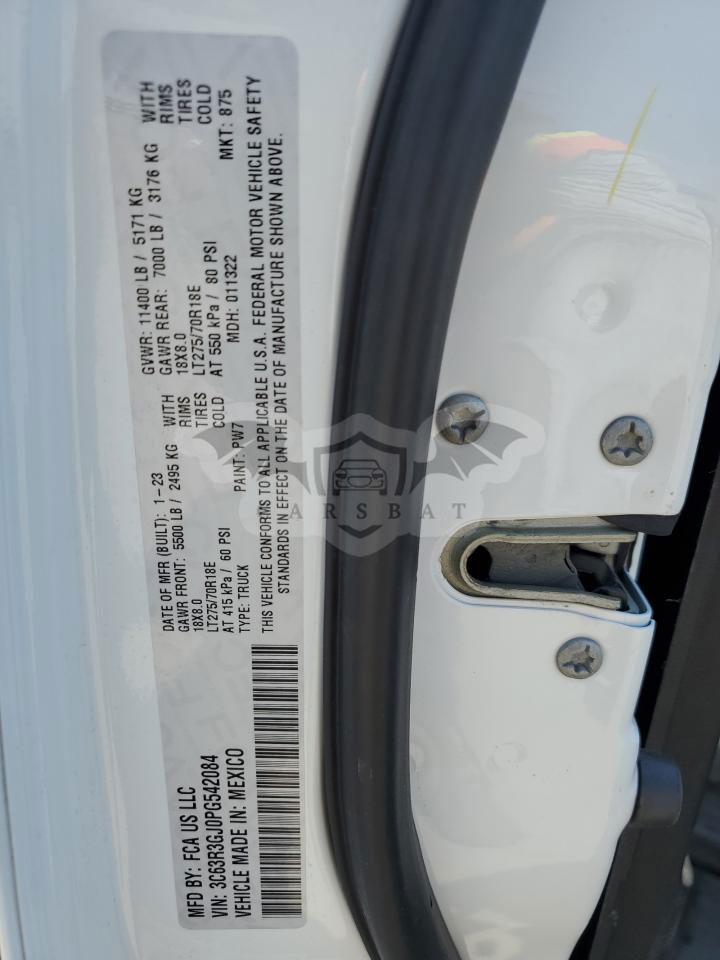 MFD BY: FCA US LLC
DATE OF MFR (BUILT): 1-23
GVWR: 11400 LB / 5171 KG
GAWR FRONT: 5500 LB / 2495 KG WITH
GAWR REAR: 7000 LB / 3176 KG WITH
18X8.0 RIMS
18X8.0 RIMS
LT275/70R18E TIRES
LT275/70R18E TIRES
AT 415 kPa / 60 PSI COLD
AT 550 kPa / 80 PSI COLD
VIN: 3C63R3GJ0PG542084
TYPE: TRUCK
PAINT: PW7
MDH: 011322
MKT: 875
VEHICLE MADE IN: MEXICO
THIS VEHICLE CONFORMS TO ALL APPLICABLE U.S.A. FEDERAL MOTOR VEHICLE SAFETY
STANDARDS IN EFFECT ON THE DATE OF MANUFACTURE SHOWN ABOVE.
CARSBAT